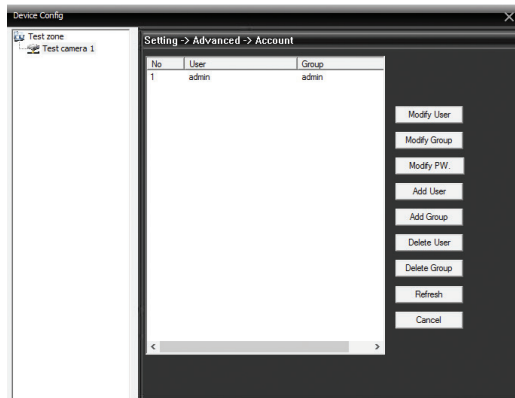 Device Config
Test zone
Test camera 1
Setting -> Advanced -> Account
No User Group
1 admin admin
Modify User
Modify Group
Modify PW.
Add User
Add Group
Delete User
Delete Group
Refresh
Cancel